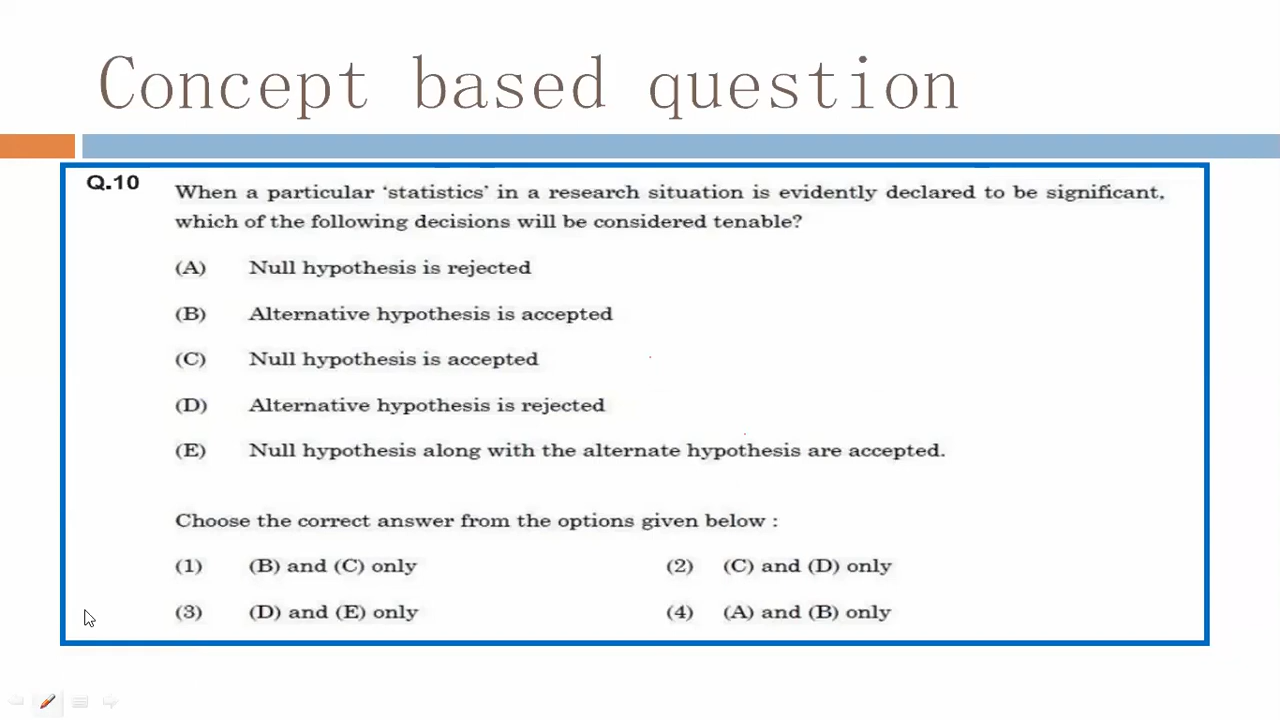 Concept based question
Q.10
When a particular ‘statistics’ in a research situation is evidently declared to be significant,
which of the following decisions will be considered tenable?
(A) Null hypothesis is rejected
(B) Alternative hypothesis is accepted
(C) Null hypothesis is accepted
(D) Alternative hypothesis is rejected
(E) Null hypothesis along with the alternate hypothesis are accepted.
Choose the correct answer from the options given below :
(1) (B) and (C) only (2) (C) and (D) only
(3) (D) and (E) only (4) (A) and (B) only